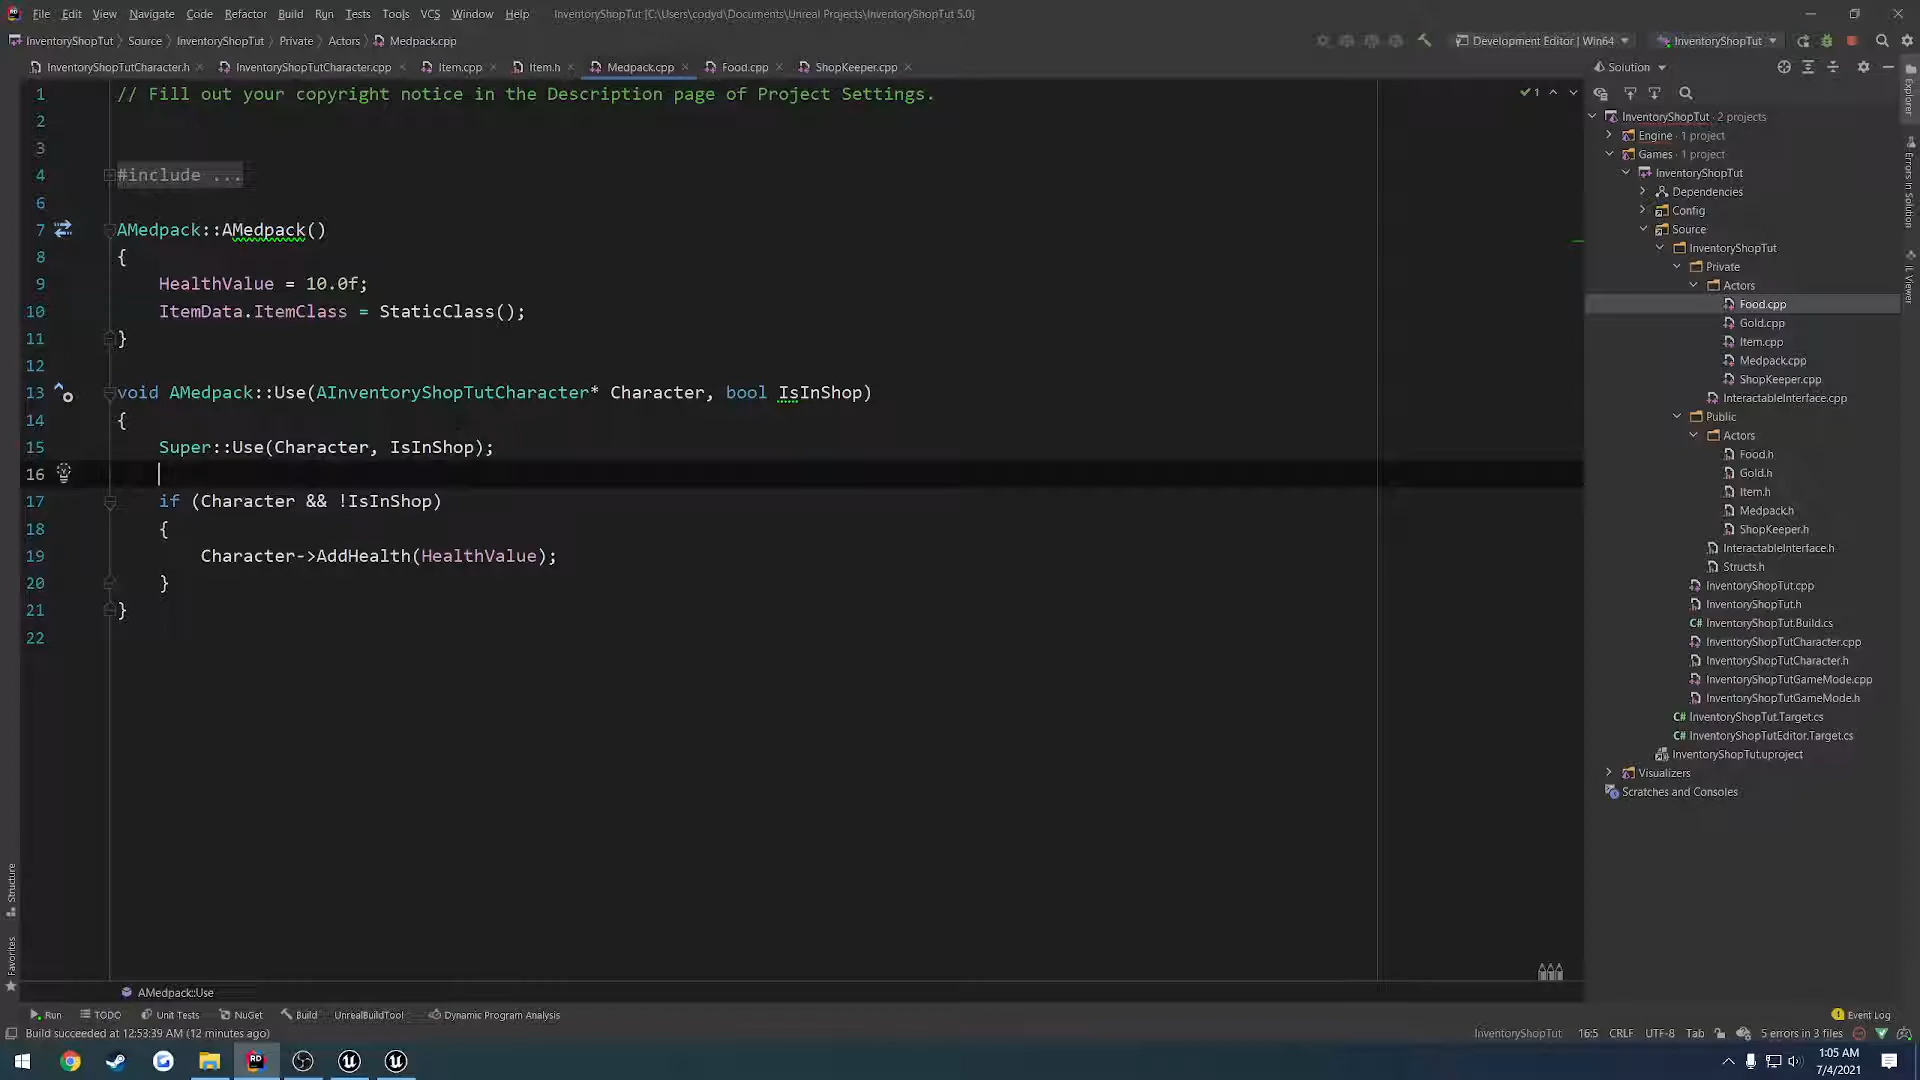 File Edit View Navigate Code Refactor Build Run Tests Tools VCS Window Help InventoryShopTut [C:\Users\codyd\Documents\Unreal Projects\InventoryShopTut 5.0]
InventoryShopTut Source InventoryShopTut Private Actors Medpack.cpp Development Editor | Win64 InventoryShopTut
InventoryShopTutCharacter.h InventoryShopTutCharacter.cpp Item.cpp Item.h Medpack.cpp Food.cpp ShopKeeper.cpp
1 // Fill out your copyright notice in the Description page of Project Settings.
2
3
4 #include ...
6
7 AMedpack::AMedpack()
8 {
9 HealthValue = 10.0f;
10 ItemData.ItemClass = StaticClass();
11 }
12
13 void AMedpack::Use(AInventoryShopTutCharacter* Character, bool IsInShop)
14 {
15 Super::Use(Character, IsInShop);
16
17 if (Character && !IsInShop)
18 {
19 Character->AddHealth(HealthValue);
20 }
21 }
22
1
Solution
InventoryShopTut · 2 projects
Engine · 1 project
Games · 1 project
InventoryShopTut
Dependencies
Config
Source
InventoryShopTut
Private
Actors
Food.cpp
Gold.cpp
Item.cpp
Medpack.cpp
ShopKeeper.cpp
InteractableInterface.cpp
Public
Actors
Food.h
Gold.h
Item.h
Medpack.h
ShopKeeper.h
InteractableInterface.h
Structs.h
InventoryShopTut.cpp
InventoryShopTut.h
C# InventoryShopTut.Build.cs
InventoryShopTutCharacter.cpp
InventoryShopTutCharacter.h
InventoryShopTutGameMode.cpp
InventoryShopTutGameMode.h
C# InventoryShopTut.Target.cs
C# InventoryShopTutEditor.Target.cs
InventoryShopTut.uproject
Visualizers
Scratches and Consoles
Explorer
Errors In Solution
IL Viewer
Structure
Favorites
AMedpack::Use
Run TODO Unit Tests NuGet Build UnrealBuildTool Dynamic Program Analysis Event Log
Build succeeded at 12:53:39 AM (12 minutes ago) InventoryShopTut 16:5 CRLF UTF-8 Tab 5 errors in 3 files
RD
1:05 AM
7/4/2021